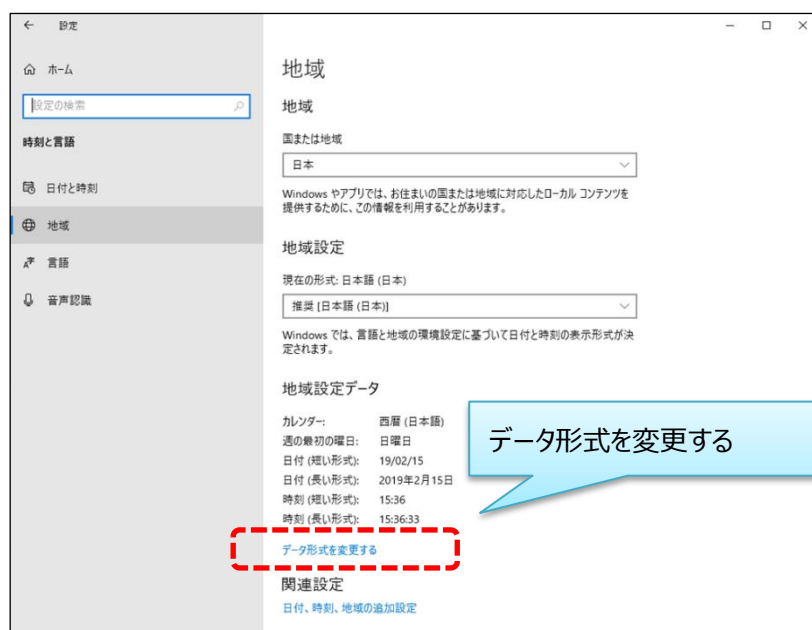 設定
ホーム
設定の検索
時刻と言語
日付と時刻
地域
言語
音声認識
地域
地域
国または地域
日本
Windows やアプリでは、お住まいの国または地域に対応したローカル コンテンツを
提供するために、この情報を利用することがあります。
地域設定
現在の形式: 日本語 (日本)
推奨 [日本語 (日本)]
Windows では、言語と地域の環境設定に基づいて日付と時刻の表示形式が決
定されます。
地域設定データ
カレンダー: 西暦 (日本語)
週の最初の曜日: 日曜日
日付 (短い形式): 19/02/15
日付 (長い形式): 2019年2月15日
時刻 (短い形式): 15:36
時刻 (長い形式): 15:36:33
データ形式を変更する
データ形式を変更する
関連設定
日付、時刻、地域の追加設定